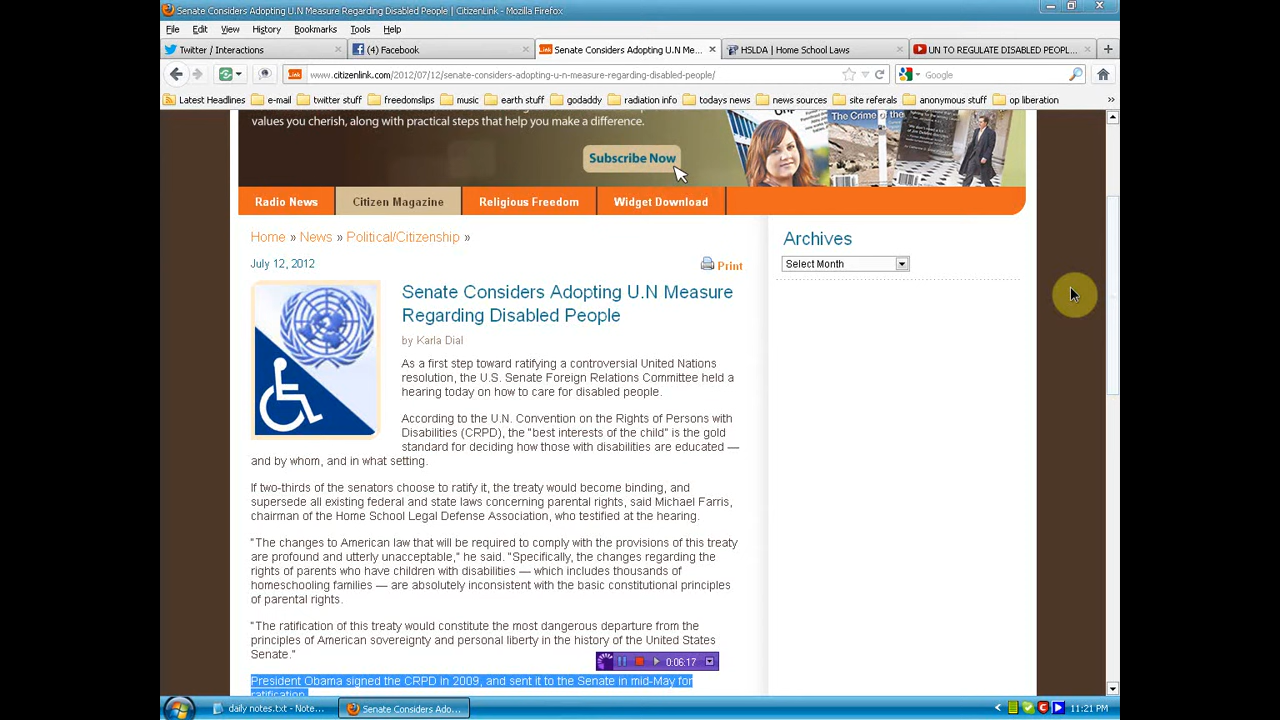 Senate Considers Adopting U.N Measure Regarding Disabled People | CitizenLink - Mozilla Firefox
File Edit View History Bookmarks Tools Help
Twitter / Interactions
(4) Facebook
Senate Considers Adopting U.N Me...
HSLDA | Home School Laws
UN TO REGULATE DISABLED PEOPL...
www.citizenlink.com/2012/07/12/senate-considers-adopting-u-n-measure-regarding-disabled-people/
Google
Latest Headlines e-mail twitter stuff freedomslips music earth stuff godaddy radiation info todays news news sources site referals anonymous stuff op liberation »
values you cherish, along with practical steps that help you make a difference.
The Crime
Subscribe Now
Radio News Citizen Magazine Religious Freedom Widget Download
Home » News » Political/Citizenship »
Archives
July 12, 2012
Print
Select Month
Senate Considers Adopting U.N Measure
Regarding Disabled People
by Karla Dial
As a first step toward ratifying a controversial United Nations
resolution, the U.S. Senate Foreign Relations Committee held a
hearing today on how to care for disabled people.
According to the U.N. Convention on the Rights of Persons with
Disabilities (CRPD), the "best interests of the child" is the gold
standard for deciding how those with disabilities are educated —
and by whom, and in what setting.
If two-thirds of the senators choose to ratify it, the treaty would become binding, and
supersede all existing federal and state laws concerning parental rights, said Michael Farris,
chairman of the Home School Legal Defense Association, who testified at the hearing.
"The changes to American law that will be required to comply with the provisions of this treaty
are profound and utterly unacceptable," he said. "Specifically, the changes regarding the
rights of parents who have children with disabilities — which includes thousands of
homeschooling families — are absolutely inconsistent with the basic constitutional principles
of parental rights.
"The ratification of this treaty would constitute the most dangerous departure from the
principles of American sovereignty and personal liberty in the history of the United States
Senate."
0:06:17
President Obama signed the CRPD in 2009, and sent it to the Senate in mid-May for
ratification.
daily notes.txt - Note...
Senate Considers Ado...
11:21 PM